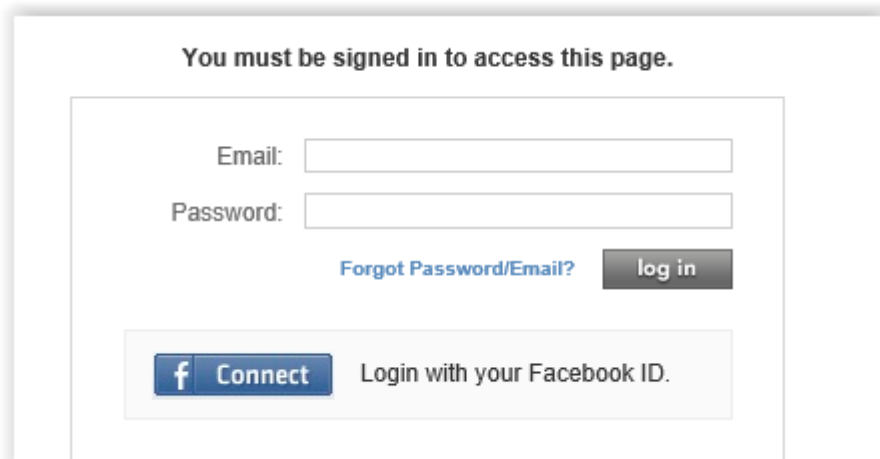 You must be signed in to access this page.
Email:
Password:
Forgot Password/Email? log in
f Connect Login with your Facebook ID.